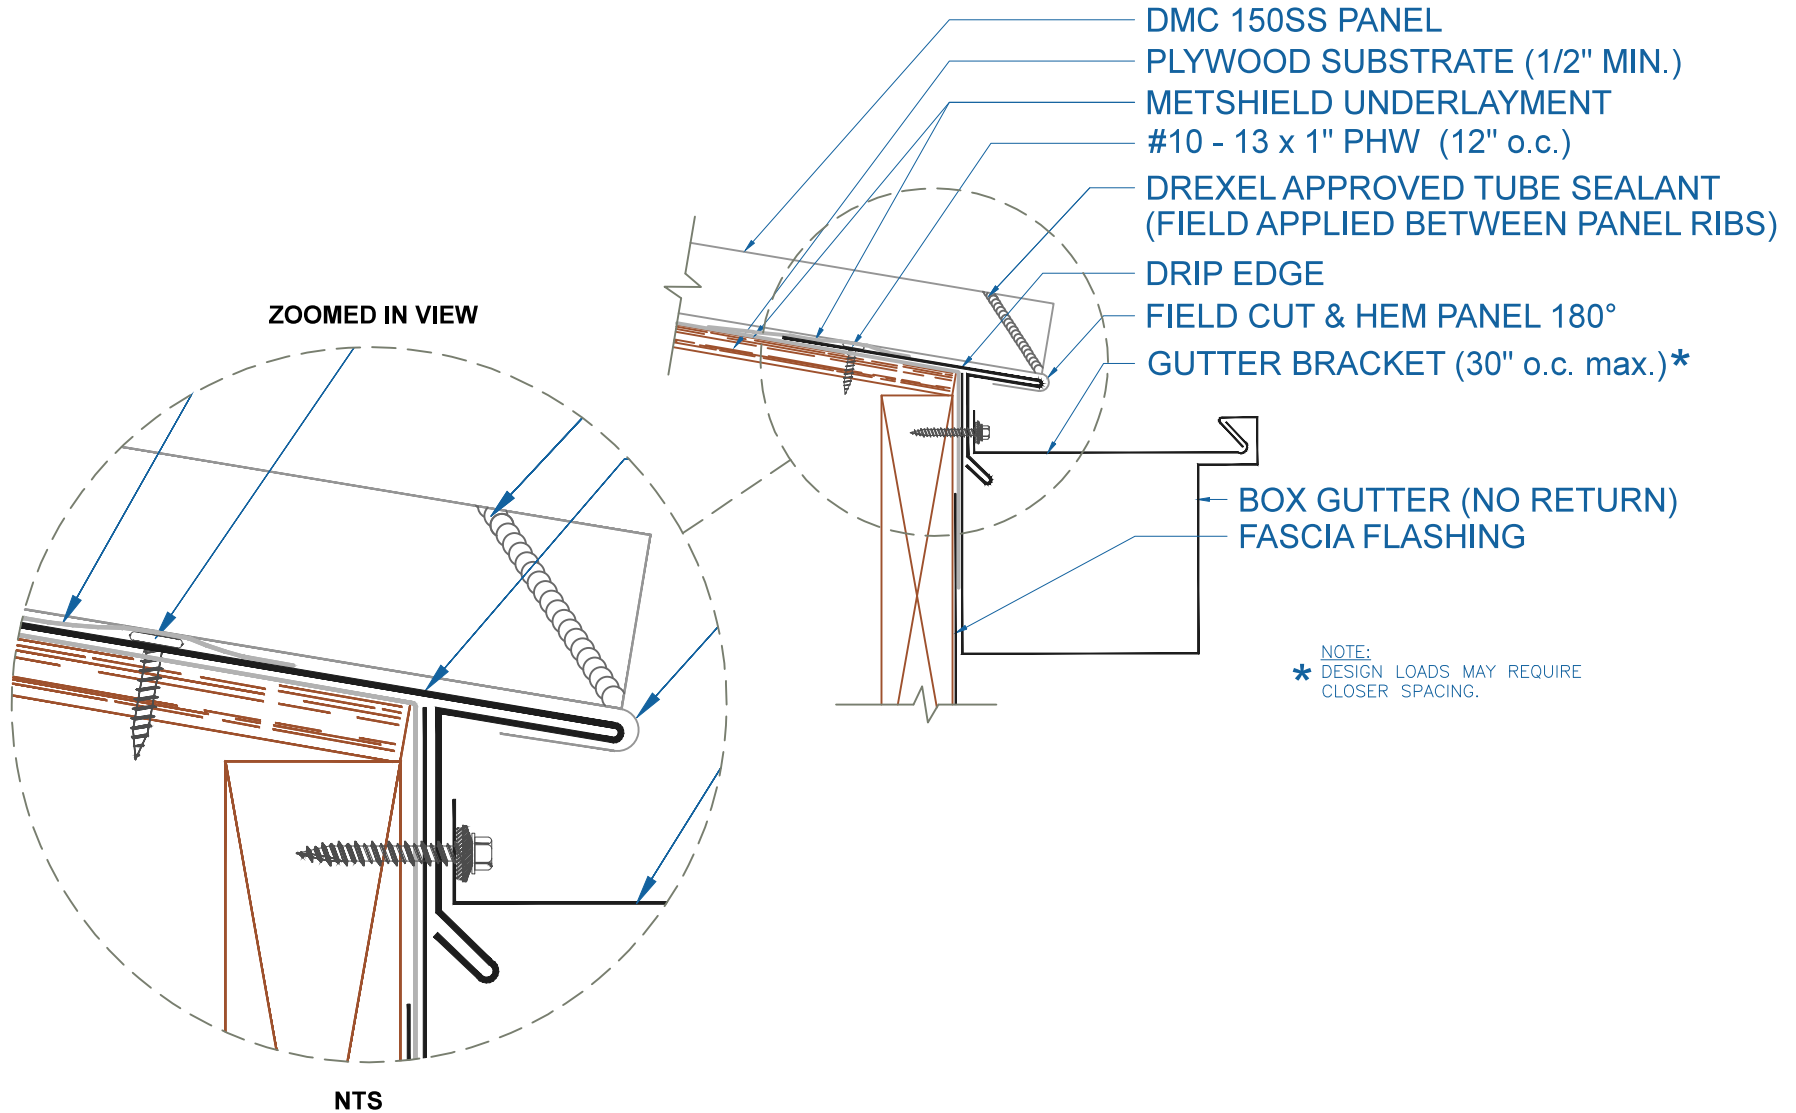 DMC 150SS PANEL
PLYWOOD SUBSTRATE (1/2" MIN.)
METSHIELD UNDERLAYMENT
#10 - 13 x 1" PHW (12" o.c.)
DREXEL APPROVED TUBE SEALANT
(FIELD APPLIED BETWEEN PANEL RIBS)
DRIP EDGE
FIELD CUT & HEM PANEL 180°
GUTTER BRACKET (30" o.c. max.)*
ZOOMED IN VIEW
BOX GUTTER (NO RETURN)
FASCIA FLASHING
NOTE:
* DESIGN LOADS MAY REQUIRE
CLOSER SPACING.
NTS